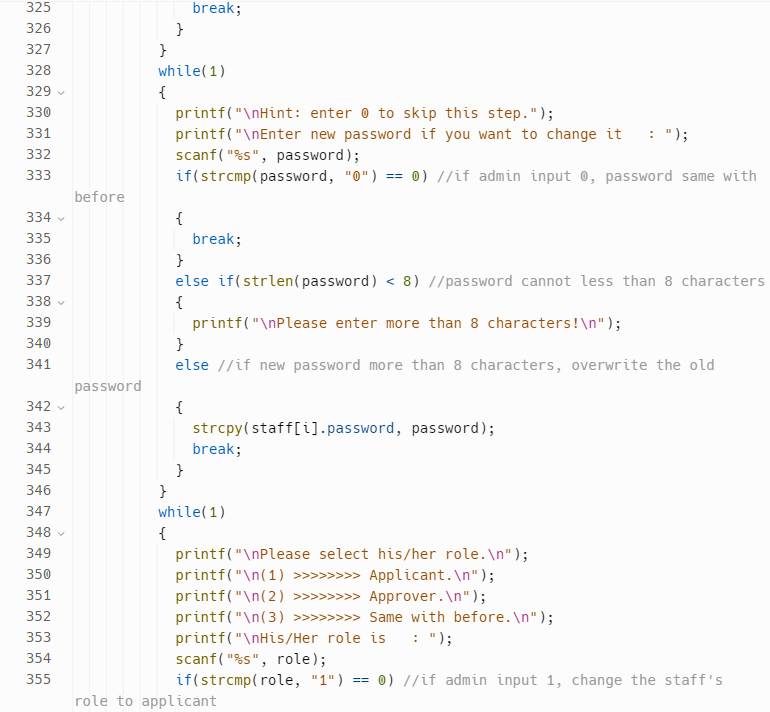 325 break;
326 }
327 }
328 while(1)
329 {
330 printf("\nHint: enter 0 to skip this step.");
331 printf("\nEnter new password if you want to change it   : ");
332 scanf("%s", password);
333 if(strcmp(password, "0") == 0) //if admin input 0, password same with
before
334 {
335 break;
336 }
337 else if(strlen(password) < 8) //password cannot less than 8 characters
338 {
339 printf("\nPlease enter more than 8 characters!\n");
340 }
341 else //if new password more than 8 characters, overwrite the old
password
342 {
343 strcpy(staff[i].password, password);
344 break;
345 }
346 }
347 while(1)
348 {
349 printf("\nPlease select his/her role.\n");
350 printf("\n(1) >>>>>>>> Applicant.\n");
351 printf("\n(2) >>>>>>>> Approver.\n");
352 printf("\n(3) >>>>>>>> Same with before.\n");
353 printf("\nHis/Her role is   : ");
354 scanf("%s", role);
355 if(strcmp(role, "1") == 0) //if admin input 1, change the staff's
role to applicant